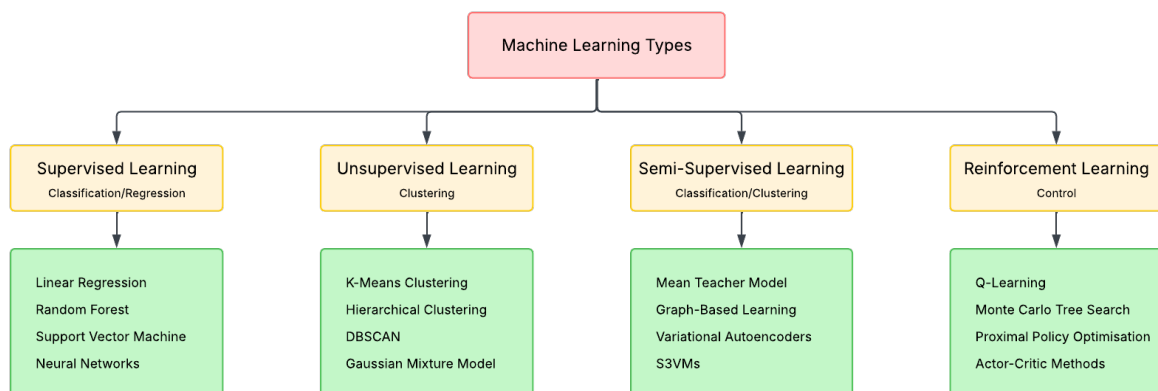 Machine Learning Types
Supervised Learning
Classification/Regression
Unsupervised Learning
Clustering
Semi-Supervised Learning
Classification/Clustering
Reinforcement Learning
Control
Linear Regression
Random Forest
Support Vector Machine
Neural Networks
K-Means Clustering
Hierarchical Clustering
DBSCAN
Gaussian Mixture Model
Mean Teacher Model
Graph-Based Learning
Variational Autoencoders
S3VMs
Q-Learning
Monte Carlo Tree Search
Proximal Policy Optimisation
Actor-Critic Methods